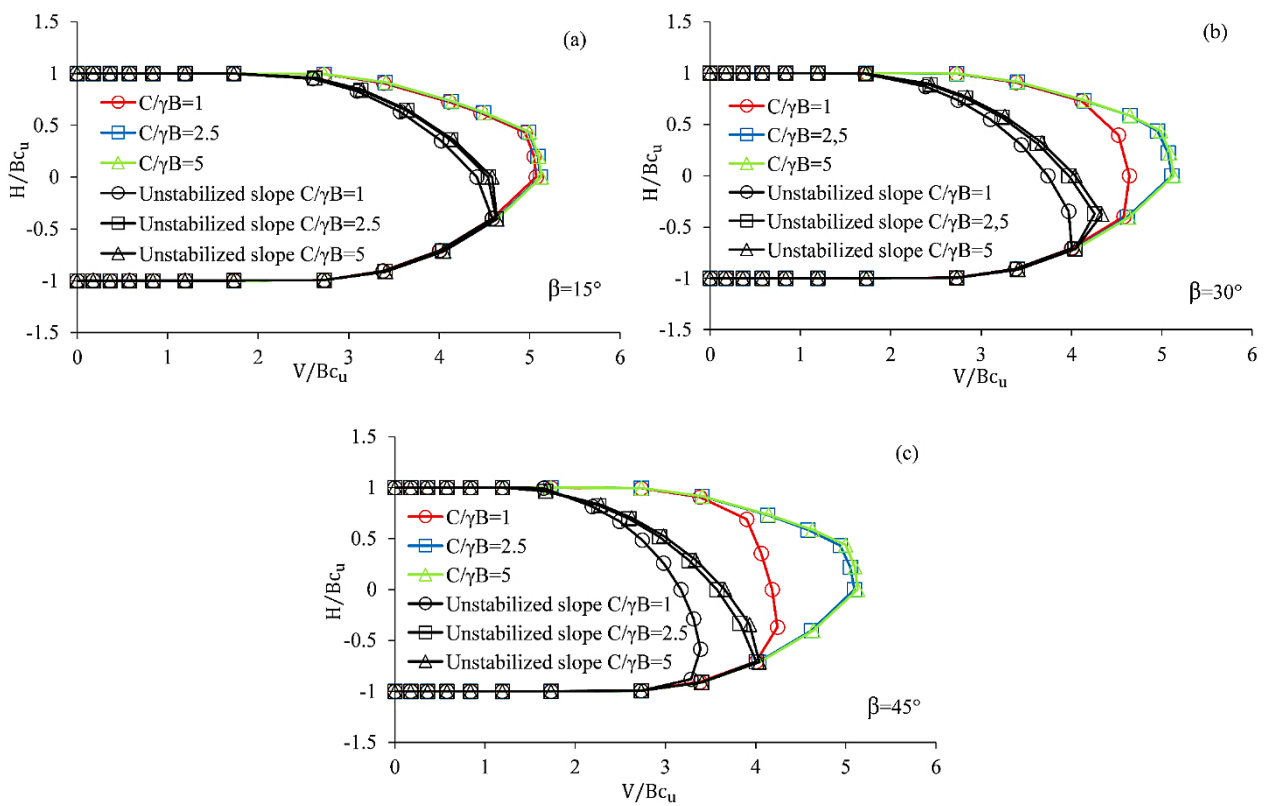 (a)
1.5
1
0.5
0
-0.5
-1
-1.5
H/Bcu
C/γB=1
C/γB=2.5
C/γB=5
Unstabilized slope C/γB=1
Unstabilized slope C/γB=2.5
Unstabilized slope C/γB=5
β=15°
0 1 2 3 4 5 6
V/Bcu
(b)
1.5
1
0.5
0
-0.5
-1
-1.5
H/Bcu
C/γB=1
C/γB=2,5
C/γB=5
Unstabilized slope C/γB=1
Unstabilized slope C/γB=2,5
Unstabilized slope C/γB=5
β=30°
0 1 2 3 4 5 6
V/Bcu
(c)
1.5
1
0.5
0
-0.5
-1
-1.5
H/Bcu
C/γB=1
C/γB=2.5
C/γB=5
Unstabilized slope C/γB=1
Unstabilized slope C/γB=2.5
Unstabilized slope C/γB=5
β=45°
0 1 2 3 4 5 6
V/Bcu